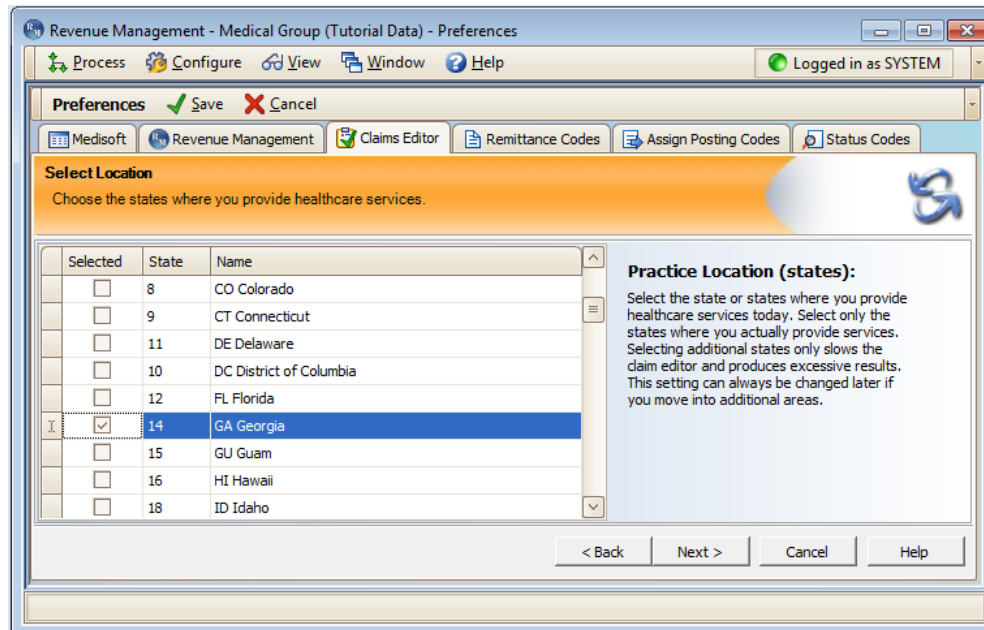 Revenue Management - Medical Group (Tutorial Data) - Preferences
Process Configure View Window Help Logged in as SYSTEM
Preferences Save Cancel
Medisoft Revenue Management Claims Editor Remittance Codes Assign Posting Codes Status Codes
Select Location
Choose the states where you provide healthcare services.
Selected State Name
8 CO Colorado
9 CT Connecticut
11 DE Delaware
10 DC District of Columbia
12 FL Florida
14 GA Georgia
15 GU Guam
16 HI Hawaii
18 ID Idaho
Practice Location (states):
Select the state or states where you provide
healthcare services today. Select only the
states where you actually provide services.
Selecting additional states only slows the
claim editor and produces excessive results.
This setting can always be changed later if
you move into additional areas.
< Back Next > Cancel Help